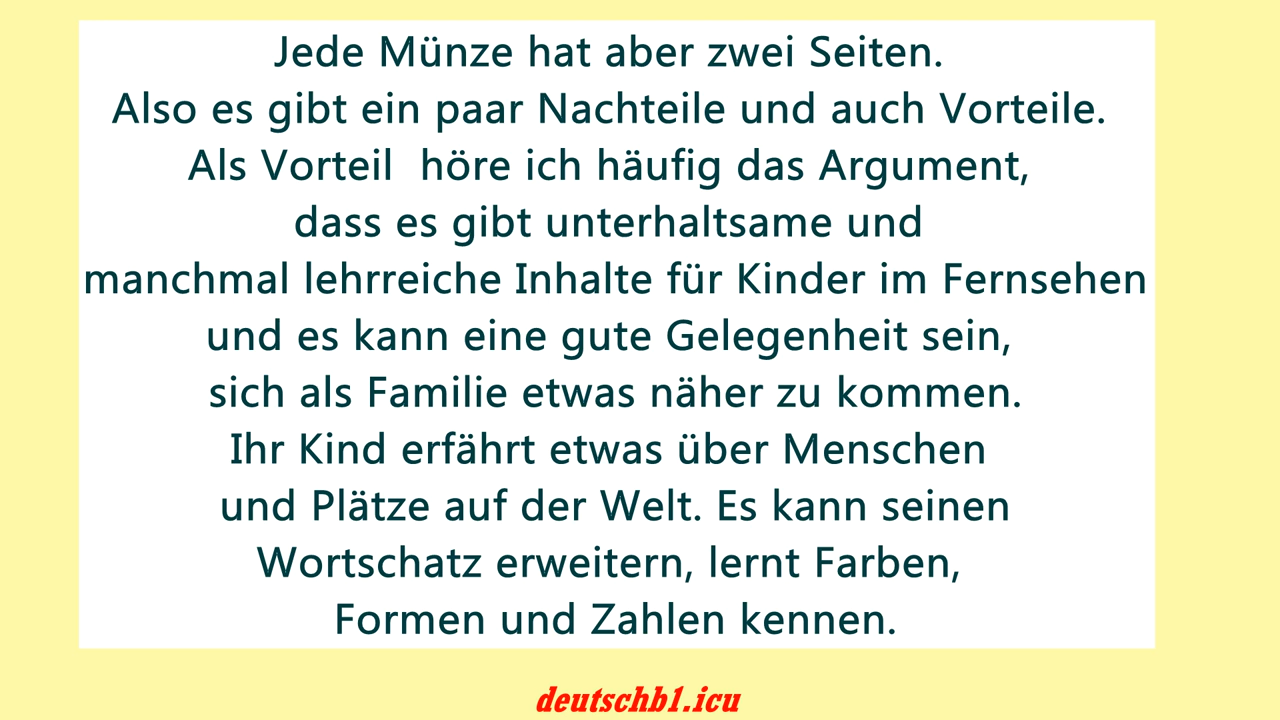 Jede Münze hat aber zwei Seiten.
Also es gibt ein paar Nachteile und auch Vorteile.
Als Vorteil  höre ich häufig das Argument,
dass es gibt unterhaltsame und
manchmal lehrreiche Inhalte für Kinder im Fernsehen
und es kann eine gute Gelegenheit sein,
sich als Familie etwas näher zu kommen.
Ihr Kind erfährt etwas über Menschen
und Plätze auf der Welt. Es kann seinen
Wortschatz erweitern, lernt Farben,
Formen und Zahlen kennen.
deutschb1.icu